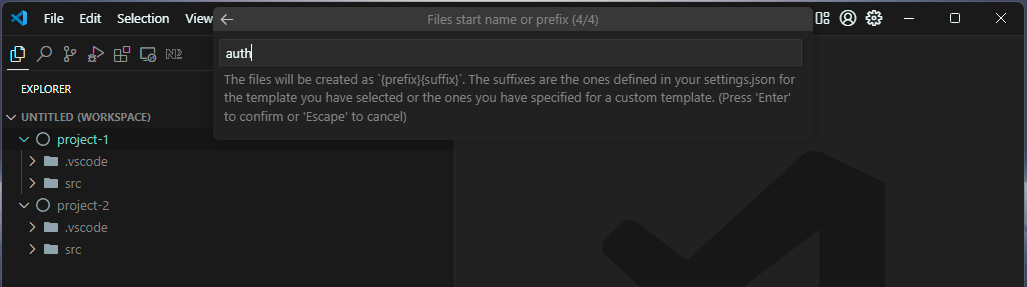 File Edit Selection View
Files start name or prefix (4/4)
auth
The files will be created as `{prefix}{suffix}`. The suffixes are the ones defined in your settings.json for
the template you have selected or the ones you have specified for a custom template. (Press 'Enter'
to confirm or 'Escape' to cancel)
EXPLORER
UNTITLED (WORKSPACE)
project-1
.vscode
src
project-2
.vscode
src